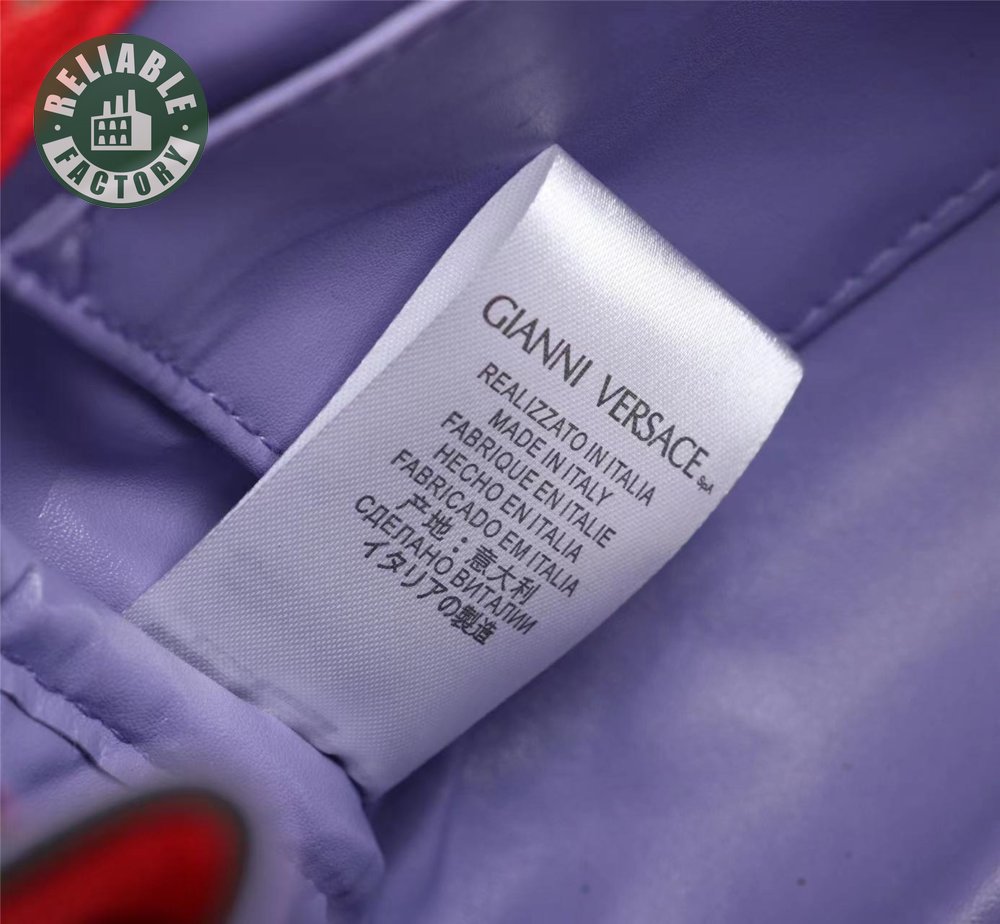 RELIABLE
FACTORY
GIANNI VERSACE SpA
REALIZZATO IN ITALIA
MADE IN ITALY
FABRIQUE EN ITALIE
HECHO EN ITALIA
FABRICADO EM ITALIA
产地：意大利
СДЕЛАНО В ИТАЛИИ
イタリアの製造